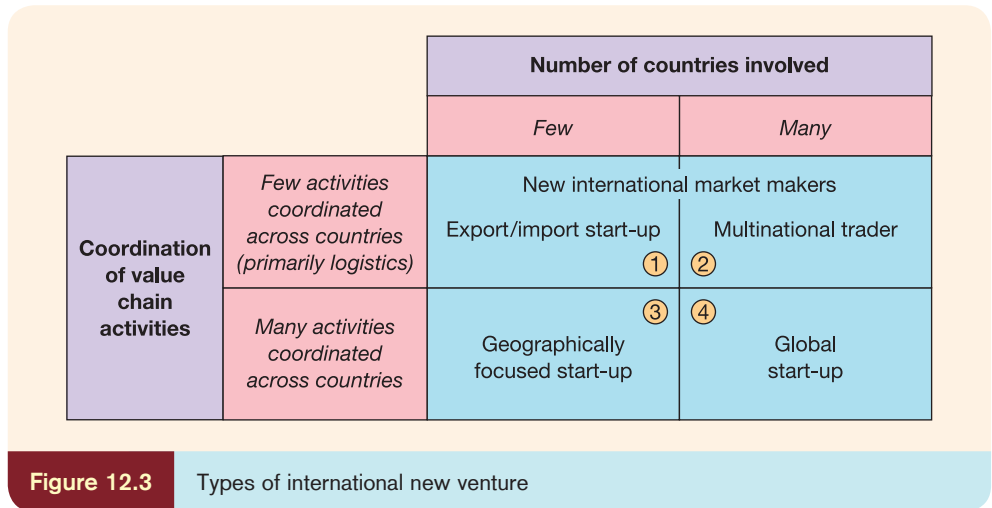 Number of countries involved
Few
Many
Coordination
of value
chain
activities
Few activities
coordinated
across countries
(primarily logistics)
New international market makers
Export/import start-up
Multinational trader
1
2
Many activities
coordinated
across countries
3
4
Geographically
focused start-up
Global
start-up
Figure 12.3
Types of international new venture